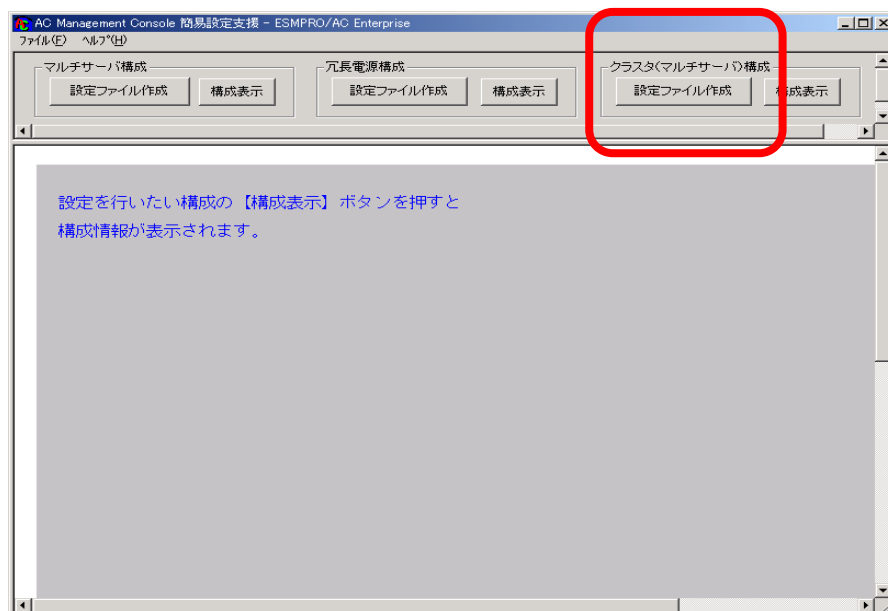 AC Management Console 簡易設定支援 - ESMPRO/AC Enterprise
ファイル(F) ヘルプ(H)
マルチサーバ構成 冗長電源構成 クラスタ(マルチサーバ)構成
設定ファイル作成 構成表示 設定ファイル作成 構成表示 設定ファイル作成 構成表示
設定を行いたい構成の【構成表示】ボタンを押すと
構成情報が表示されます。